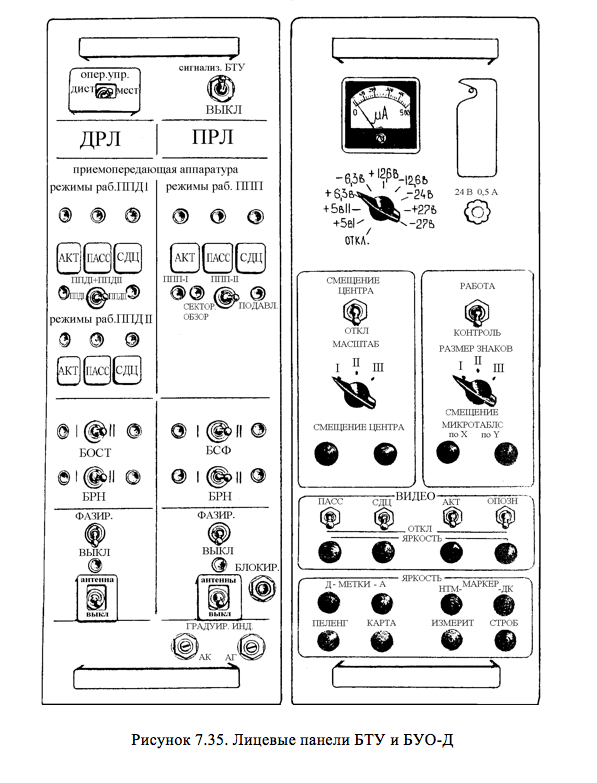 опер.упр.
дист мест
сигнализ. БТУ
ВЫКЛ
ДРЛ ПРЛ
приемопередающая аппаратура
режимы раб.ППДI режимы раб. ППП
АКТ ПАСС СДЦ АКТ ПАСС СДЦ
ППДI+ППДII ППП-I ППП-II
ППДI ППДII
СЕКТОР. ПОДАВЛ.
ОБЗОР
режимы раб.ППД II
АКТ ПАСС СДЦ
I II I II
БОСТ БСФ
I II I II
БРН БРН
ФАЗИР. ФАЗИР.
ВЫКЛ ВЫКЛ
БЛОКИР.
антенна антенны
выкл выкл
ГРАДУИР. ИНД.
АК АГ
0 500
μA
-6,3В +12,6В -12,6В
+6,3В -24В
+5вII +27В
+5вI -27В
ОТКЛ.
24 В 0,5 А
СМЕЩЕНИЕ
ЦЕНТРА
ОТКЛ
МАСШТАБ
I II III
СМЕЩЕНИЕ ЦЕНТРА
РАБОТА
КОНТРОЛЬ
РАЗМЕР ЗНАКОВ
I II III
СМЕЩЕНИЕ
МИКРОТАБЛС
по X по Y
ВИДЕО
ПАСС СДЦ АКТ ОПОЗН
ОТКЛ
ЯРКОСТЬ
ЯРКОСТЬ
Д - МЕТКИ - А МАРКЕР
НТМ- -ДК
ПЕЛЕНГ КАРТА ИЗМЕРИТ СТРОБ
Рисунок 7.35. Лицевые панели БТУ и БУО-Д